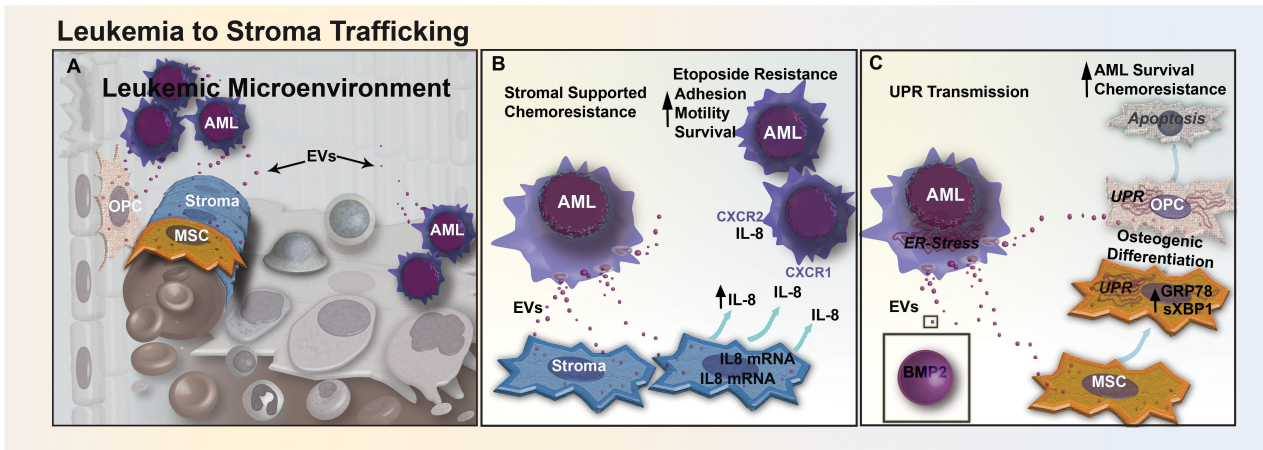 Leukemia to Stroma Trafficking
A
Leukemic Microenvironment
AML
EVs
OPC
Stroma
MSC
AML
B
Stromal Supported
Chemoresistance
Etoposide Resistance
Adhesion
Motility
Survival
AML
AML
CXCR2
IL-8
CXCR1
EVs
IL-8
IL-8
IL-8
Stroma
IL8 mRNA
IL8 mRNA
C
UPR Transmission
AML Survival
Chemoresistance
Apoptosis
AML
ER-Stress
UPR
OPC
Osteogenic
Differentiation
UPR
GRP78
sXBP1
EVs
BMP2
MSC